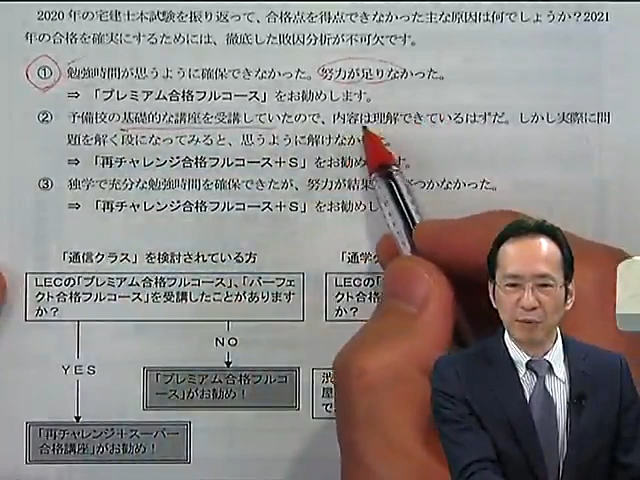 2020年の宅建士本試験を振り返って、合格点を得点できなかった主な原因は何でしょうか？2021
年の合格を確実にするためには、徹底した敗因分析が不可欠です。
① 勉強時間が思うように確保できなかった。努力が足りなかった。
⇒「プレミアム合格フルコース」をお勧めします。
② 予備校の基礎的な講座を受講していたので、内容は理解できているはずだ。しかし実際に問
題を解く段になってみると、思うように解けなか
⇒「再チャレンジ合格フルコース＋S」をお勧め す。
③ 独学で充分な勉強時間を確保できたが、努力が結果 つかなかった。
⇒「再チャレンジ合格フルコース＋S」をお勧めし
「通信クラス」を検討されている方
「通学ク
LECの「プレミアム合格フルコース」、「パーフェ
クト合格フルコース」を受講したことがあります
か？
LECの「
ト合格フ
か？
YES
NO
「プレミアム合格フルコ
ース」がお勧め！
渋
屋
で
「再チャレンジ＋スーパー
合格講座」がお勧め！